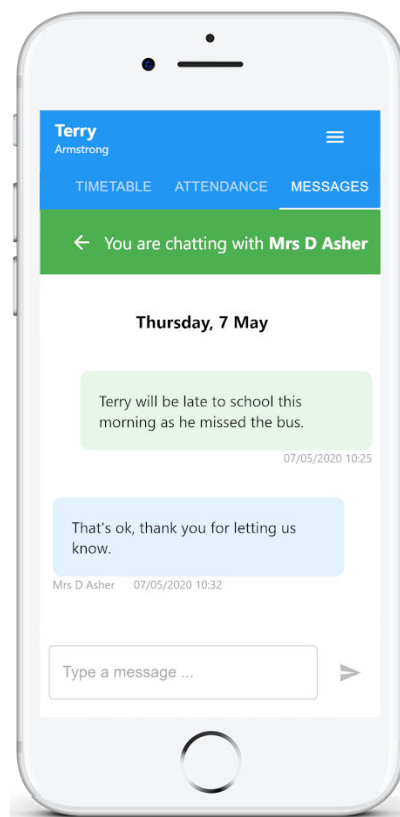 Terry
Armstrong
TIMETABLE ATTENDANCE MESSAGES
You are chatting with Mrs D Asher
Thursday, 7 May
Terry will be late to school this
morning as he missed the bus.
07/05/2020 10:25
That's ok, thank you for letting us
know.
Mrs D Asher 07/05/2020 10:32
Type a message ...